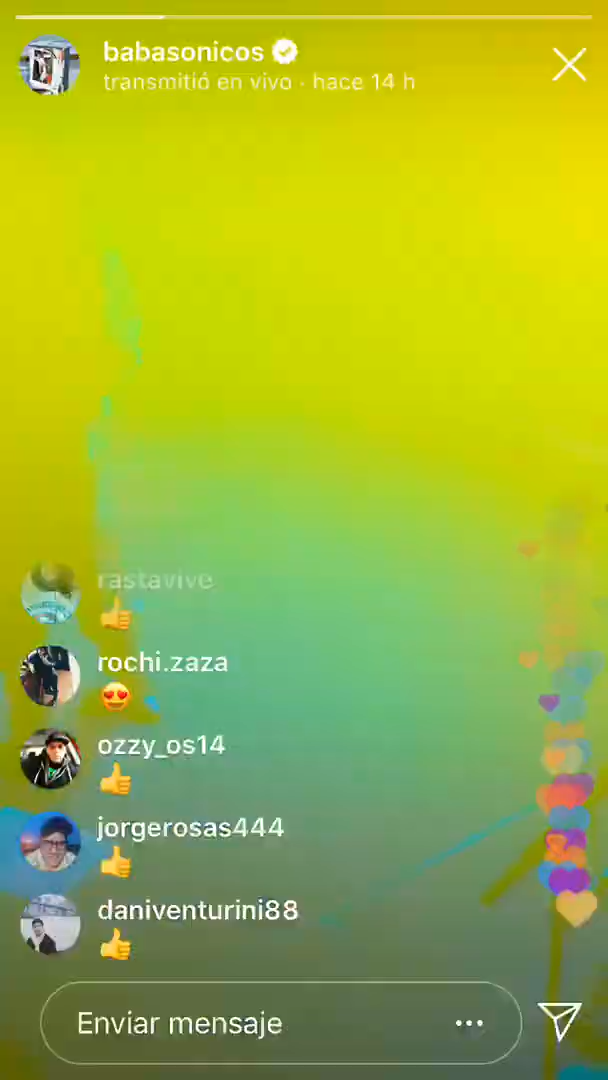 babasonicos
transmitió en vivo · hace 14 h
rastavive
👍
rochi.zaza
😍
ozzy_os14
👍
jorgerosas444
👍
daniventurini88
👍
Enviar mensaje